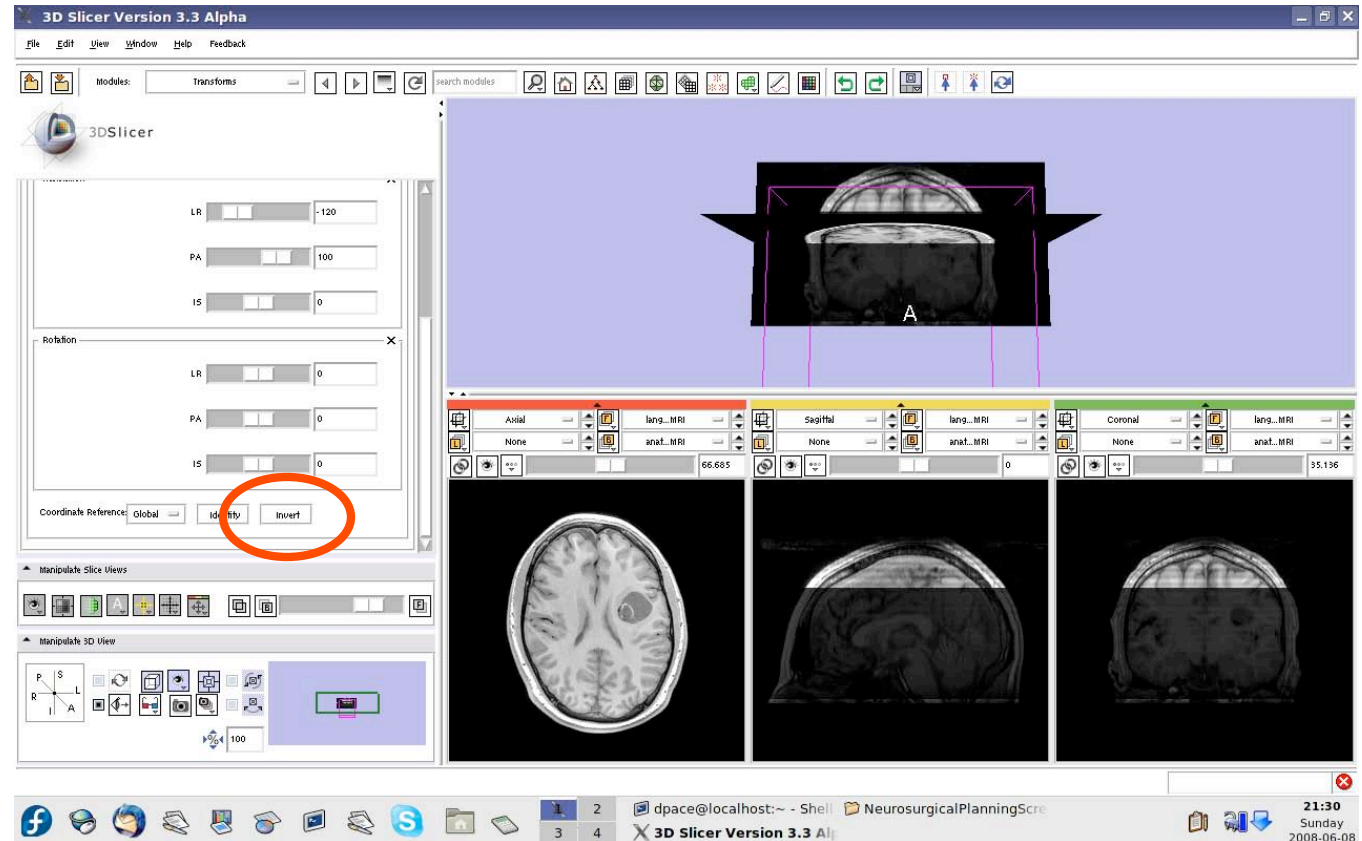 3D Slicer Version 3.3 Alpha
File Edit View Window Help Feedback
Modules: Transforms search modules
3DSlicer
LR -120
PA 100
IS 0
Rotation
LR 0
PA 0
IS 0
Coordinate Reference: Global Identity Invert
Manipulate Slice Views
Manipulate 3D View
P S
R L
I A
100
A
Axial F lang...MRI
L None B anat...MRI
66.685
Sagittal F lang...MRI
L None B anat...MRI
0
Coronal F lang...MRI
L None B anat...MRI
35.136
1 2
3 4
dpace@localhost:~ - Shell
NeurosurgicalPlanningScre
3D Slicer Version 3.3 Al
21:30
Sunday
2008-06-08